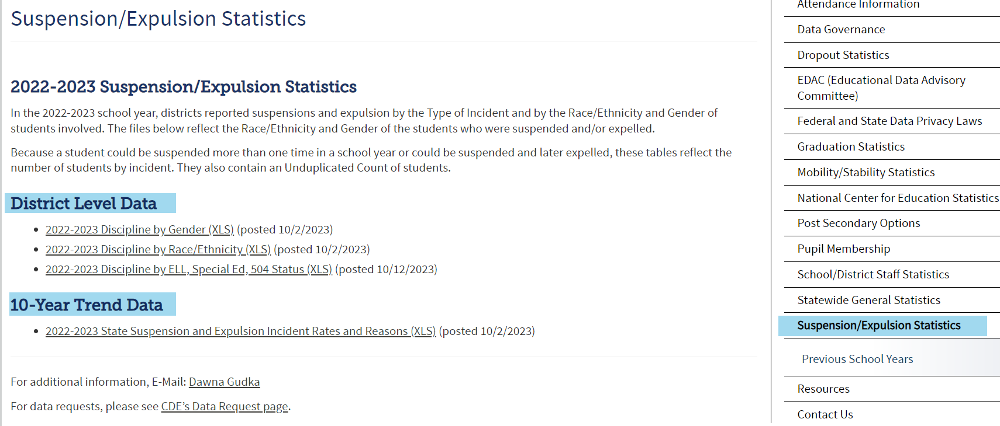 Suspension/Expulsion Statistics
2022-2023 Suspension/Expulsion Statistics
In the 2022-2023 school year, districts reported suspensions and expulsion by the Type of Incident and by the Race/Ethnicity and Gender of
students involved. The files below reflect the Race/Ethnicity and Gender of the students who were suspended and/or expelled.
Because a student could be suspended more than one time in a school year or could be suspended and later expelled, these tables reflect the
number of students by incident. They also contain an Unduplicated Count of students.
District Level Data
• 2022-2023 Discipline by Gender (XLS) (posted 10/2/2023)
• 2022-2023 Discipline by Race/Ethnicity (XLS) (posted 10/2/2023)
• 2022-2023 Discipline by ELL, Special Ed, 504 Status (XLS) (posted 10/12/2023)
10-Year Trend Data
• 2022-2023 State Suspension and Expulsion Incident Rates and Reasons (XLS) (posted 10/2/2023)
For additional information, E-Mail: Dawna Gudka
For data requests, please see CDE’s Data Request page.
Attendance Information
Data Governance
Dropout Statistics
EDAC (Educational Data Advisory
Committee)
Federal and State Data Privacy Laws
Graduation Statistics
Mobility/Stability Statistics
National Center for Education Statistics
Post Secondary Options
Pupil Membership
School/District Staff Statistics
Statewide General Statistics
Suspension/Expulsion Statistics
Previous School Years
Resources
Contact Us